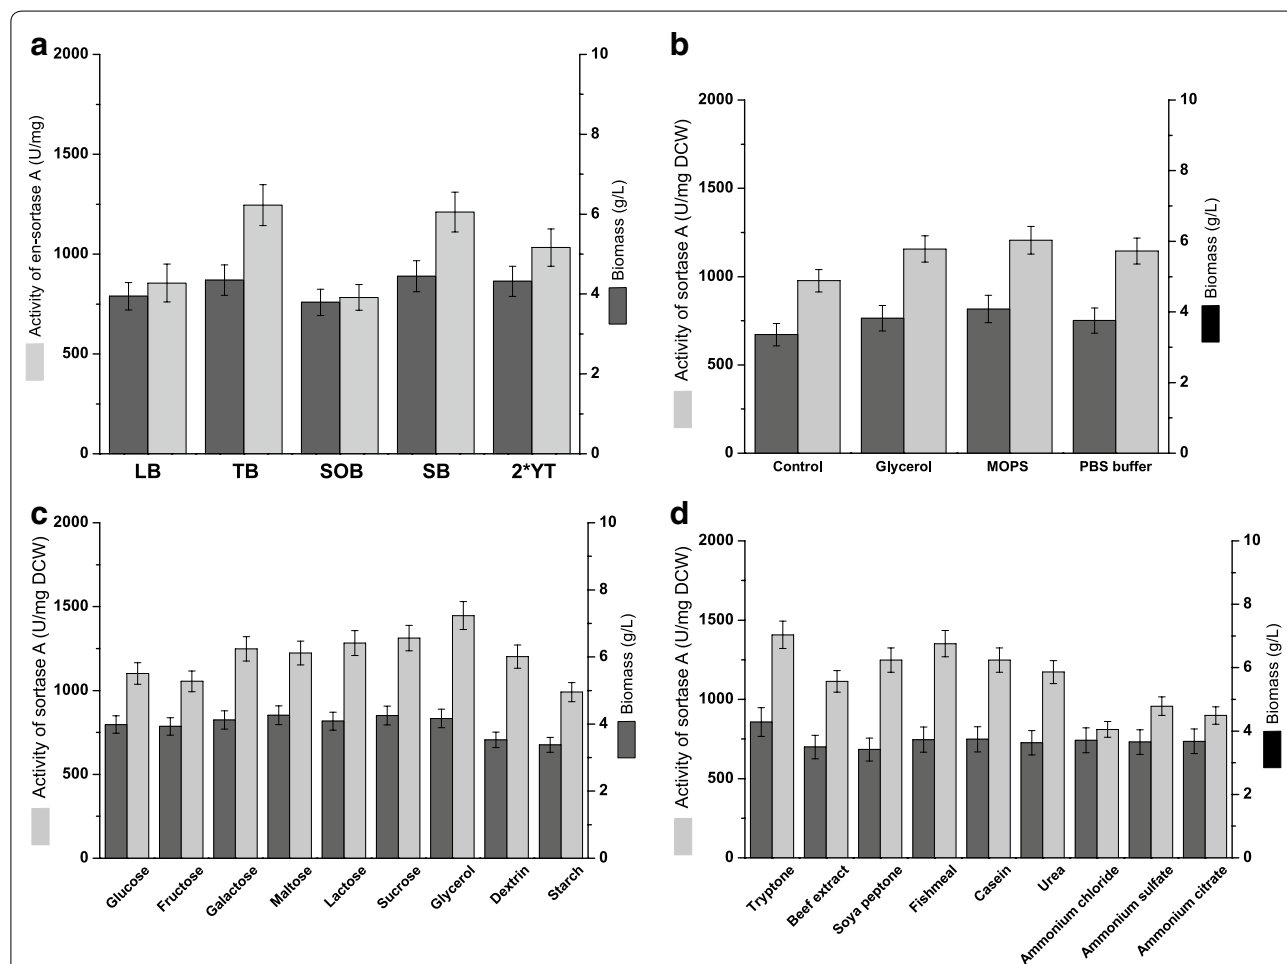 a
2000
1500
1000
500
0
Activity of en-sortase A (U/mg)
10
8
6
4
2
0
Biomass (g/L)
LB TB SOB SB 2*YT
b
2000
1500
1000
500
0
Activity of sortase A (U/mg DCW)
10
8
6
4
2
0
Biomass (g/L)
Control Glycerol MOPS PBS buffer
c
2000
1500
1000
500
0
Activity of sortase A (U/mg DCW)
10
8
6
4
2
0
Biomass (g/L)
Glucose Fructose Galactose Maltose Lactose Sucrose Glycerol Dextrin Starch
d
2000
1500
1000
500
0
Activity of sortase A (U/mg DCW)
10
8
6
4
2
0
Biomass (g/L)
Tryptone Beef extract Soya peptone Fishmeal Casein Urea Ammonium chloride Ammonium sulfate Ammonium citrate